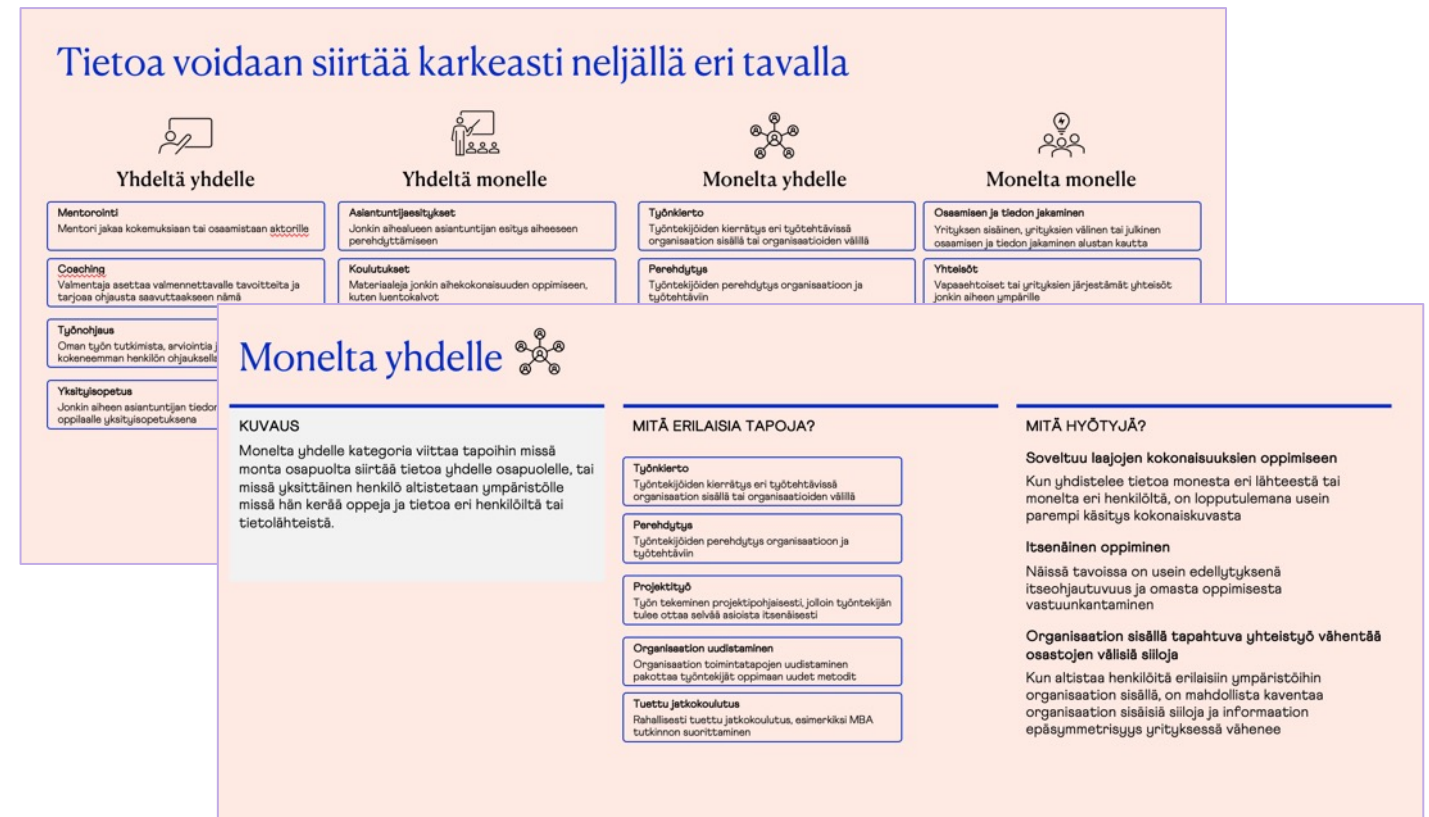 Tietoa voidaan siirtää karkeasti neljällä eri tavalla
Yhdeltä yhdelle
Mentorointi
Mentori jakaa kokemuksiaan tai osaamistaan aktorille
Coaching
Valmentaja asettaa valmennettavalle tavoitteita ja
tarjoaa ohjausta saavuttaakseen nämä
Työnohjaus
Oman työn tutkimista, arviointia j
kokeneemman henkilön ohjauksella
Yksityisopetus
Jonkin aiheen asiantuntijan tiedon
oppilaalle yksityisopetuksena
Yhdeltä monelle
Asiantuntijaesitykset
Jonkin aihealueen asiantuntijan esitys aiheeseen
perehdyttämiseen
Koulutukset
Materiaaleja jonkin aihekokonaisuuden oppimiseen,
kuten luentokalvot
Monelta yhdelle
Työnkierto
Työntekijöiden kierrätys eri työtehtävissä
organisaation sisällä tai organisaatioiden välillä
Perehdytys
Työntekijöiden perehdytys organisaatioon ja
työtehtäviin
Monelta monelle
Osaamisen ja tiedon jakaminen
Yrityksen sisäinen, yrityksien välinen tai julkinen
osaamisen ja tiedon jakaminen alustan kautta
Yhteisöt
Vapaaehtoiset tai yrityksien järjestämät yhteisöt
jonkin aiheen ympärille
Monelta yhdelle
KUVAUS
Monelta yhdelle kategoria viittaa tapoihin missä
monta osapuolta siirtää tietoa yhdelle osapuolelle, tai
missä yksittäinen henkilö altistetaan ympäristölle
missä hän kerää oppeja ja tietoa eri henkilöiltä tai
tietolähteistä.
MITÄ ERILAISIA TAPOJA?
Työnkierto
Työntekijöiden kierrätys eri työtehtävissä
organisaation sisällä tai organisaatioiden välillä
Perehdytys
Työntekijöiden perehdytys organisaatioon ja
työtehtäviin
Projektityö
Työn tekeminen projektipohjaisesti, jolloin työntekijän
tulee ottaa selvää asioista itsenäisesti
Organisaation uudistaminen
Organisaation toimintatapojen uudistaminen
pakottaa työntekijät oppimaan uudet metodit
Tuettu jatkokoulutus
Rahallisesti tuettu jatkokoulutus, esimerkiksi MBA
tutkinnon suorittaminen
MITÄ HYÖTYJÄ?
Soveltuu laajojen kokonaisuuksien oppimiseen
Kun yhdistelee tietoa monesta eri lähteestä tai
monelta eri henkilöltä, on lopputulemana usein
parempi käsitys kokonaiskuvasta
Itsenäinen oppiminen
Näissä tavoissa on usein edellytyksenä
itseohjautuvuus ja omasta oppimisesta
vastuunkantaminen
Organisaation sisällä tapahtuva yhteistyö vähentää
osastojen välisiä siiloja
Kun altistaa henkilöitä erilaisiin ympäristöihin
organisaation sisällä, on mahdollista kaventaa
organisaation sisäisiä siiloja ja informaation
epäsymmetrisyys yrityksessä vähenee